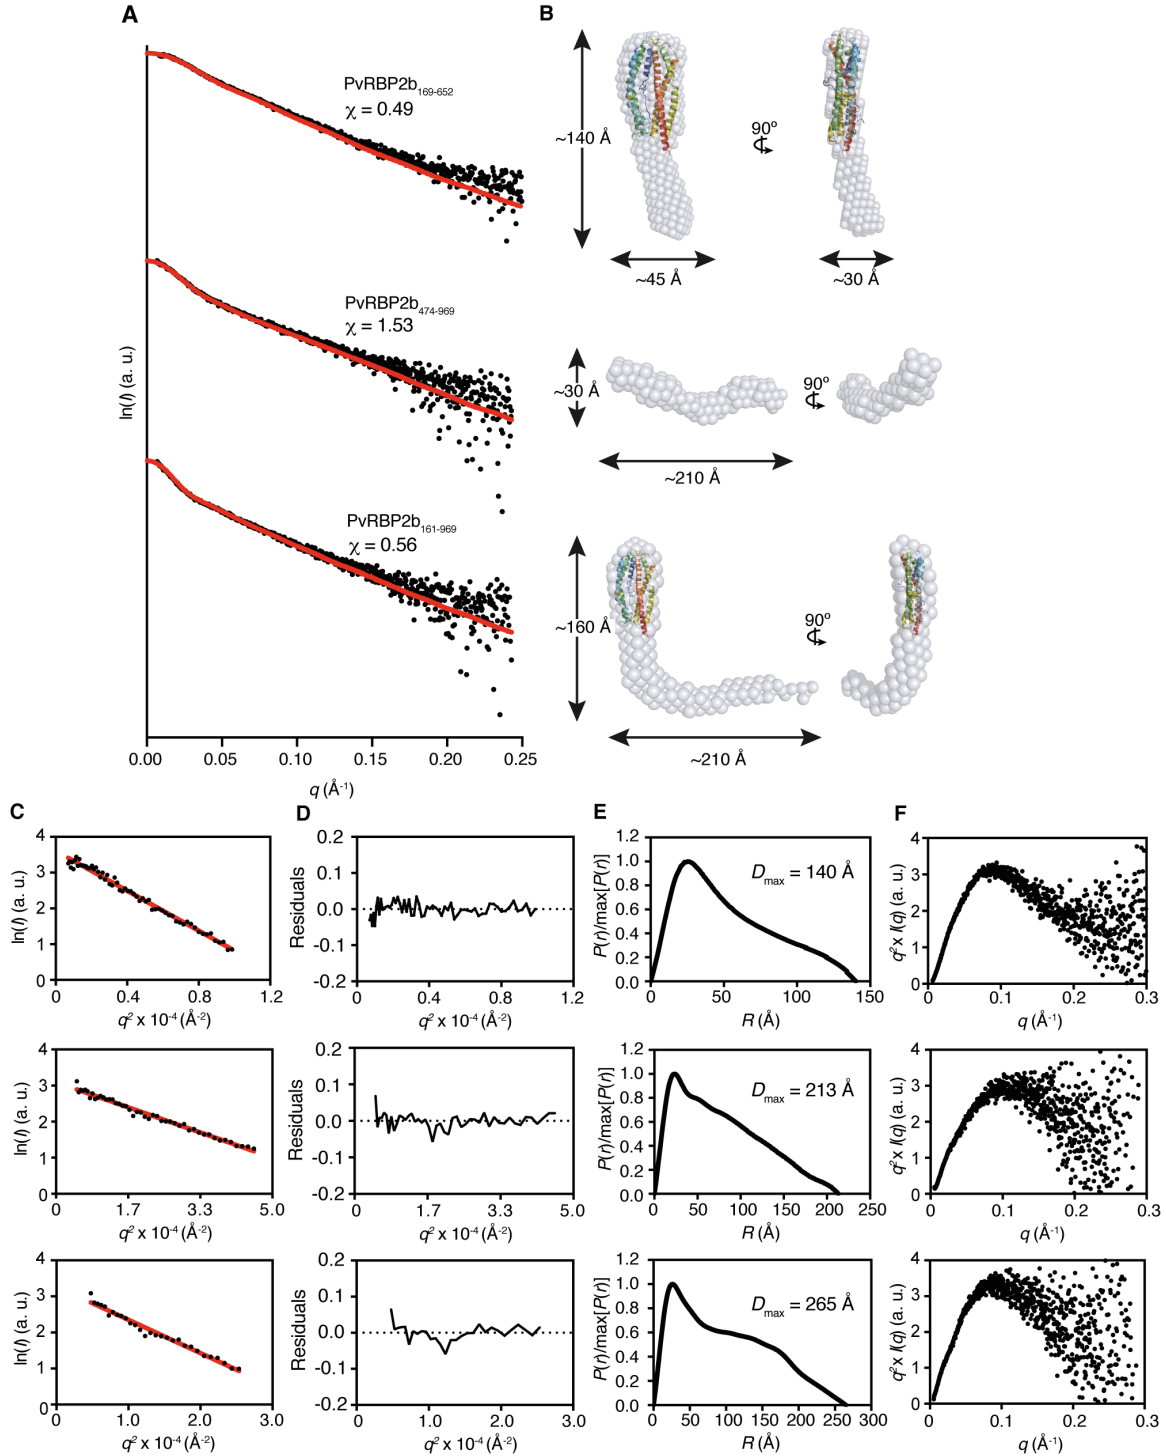 A
B
PvRBP2b169-652
χ = 0.49
PvRBP2b474-969
χ = 1.53
PvRBP2b161-969
χ = 0.56
ln(I) (a. u.)
0.00 0.05 0.10 0.15 0.20 0.25
q (Å-1)
~140 Å
90º
~45 Å
~30 Å
~30 Å
90º
~210 Å
~160 Å
90º
~210 Å
C
D
E
F
4
3
2
1
0
ln(I) (a. u.)
0 0.4 0.8 1.2
q2 x 10-4 (Å-2)
0.2
0.1
0.0
-0.1
-0.2
Residuals
0 0.4 0.8 1.2
q2 x 10-4 (Å-2)
1.2
1.0
0.8
0.6
0.4
0.2
0.0
P(r)/max[P(r)]
Dmax = 140 Å
0 50 100 150
R (Å)
4
3
2
1
0
q2 x I(q) (a. u.)
0 0.1 0.2 0.3
q (Å-1)
4
3
2
1
0
ln(I) (a. u.)
0 1.7 3.3 5.0
q2 x 10-4 (Å-2)
0.2
0.1
0.0
-0.1
-0.2
Residuals
0 1.7 3.3 5.0
q2 x 10-4 (Å-2)
1.2
1.0
0.8
0.6
0.4
0.2
0.0
P(r)/max[P(r)]
Dmax = 213 Å
0 50 100 150 200 250
R (Å)
4
3
2
1
0
q2 x I(q) (a. u.)
0 0.1 0.2 0.3
q (Å-1)
4
3
2
1
0
ln(I) (a. u.)
0 1.0 2.0 3.0
q2 x 10-4 (Å-2)
0.2
0.1
0.0
-0.1
-0.2
Residuals
0 1.0 2.0 3.0
q2 x 10-4 (Å-2)
1.2
1.0
0.8
0.6
0.4
0.2
0.0
P(r)/max[P(r)]
Dmax = 265 Å
0 50 100 150 200 250 300
R (Å)
4
3
2
1
0
q2 x I(q) (a. u.)
0 0.1 0.2 0.3
q (Å-1)